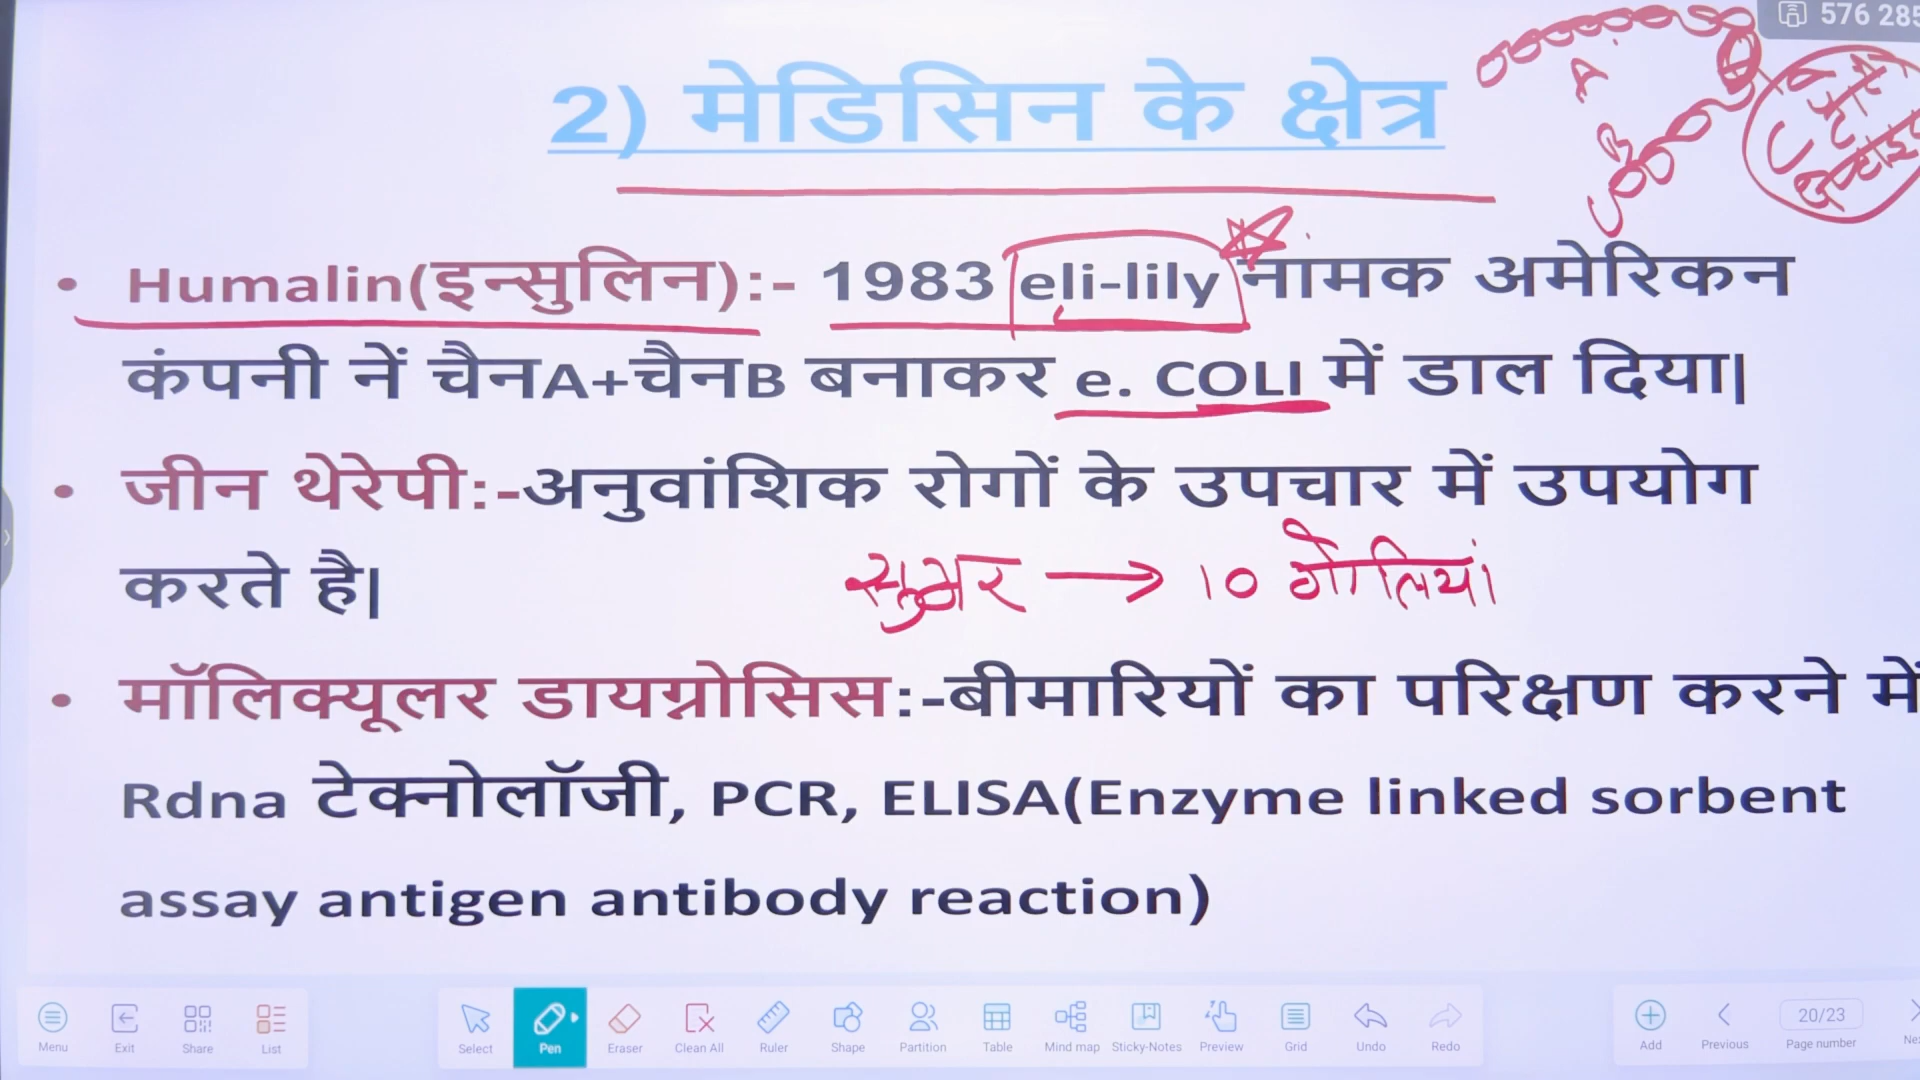 576 285
2) मेडिसिन के क्षेत्र
A
B
C
• Humalin(इन्सुलिन):- 1983 eli-lily नामक अमेरिकन
कंपनी नें चैनA+चैनB बनाकर e. COLI में डाल दिया|
• जीन थेरेपी:-अनुवांशिक रोगों के उपचार में उपयोग
करते है|
सुगर → 10 गोलियां
• मॉलिक्यूलर डायग्नोसिस:-बीमारियों का परिक्षण करने में
Rdna टेक्नोलॉजी, PCR, ELISA(Enzyme linked sorbent
assay antigen antibody reaction)
Menu Exit Share List Select Pen Eraser Clean All Ruler Shape Partition Table Mind map Sticky-Notes Preview Grid Undo Redo Add Previous 20/23 Page number